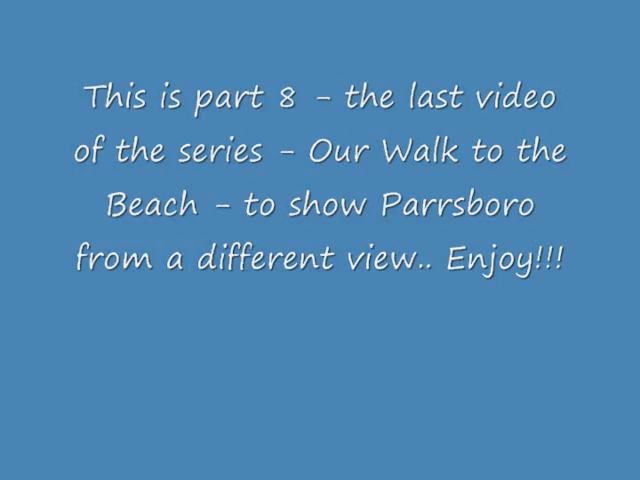 This is part 8 - the last video
of the series - Our Walk to the
Beach - to show Parrsboro
from a different view.. Enjoy!!!